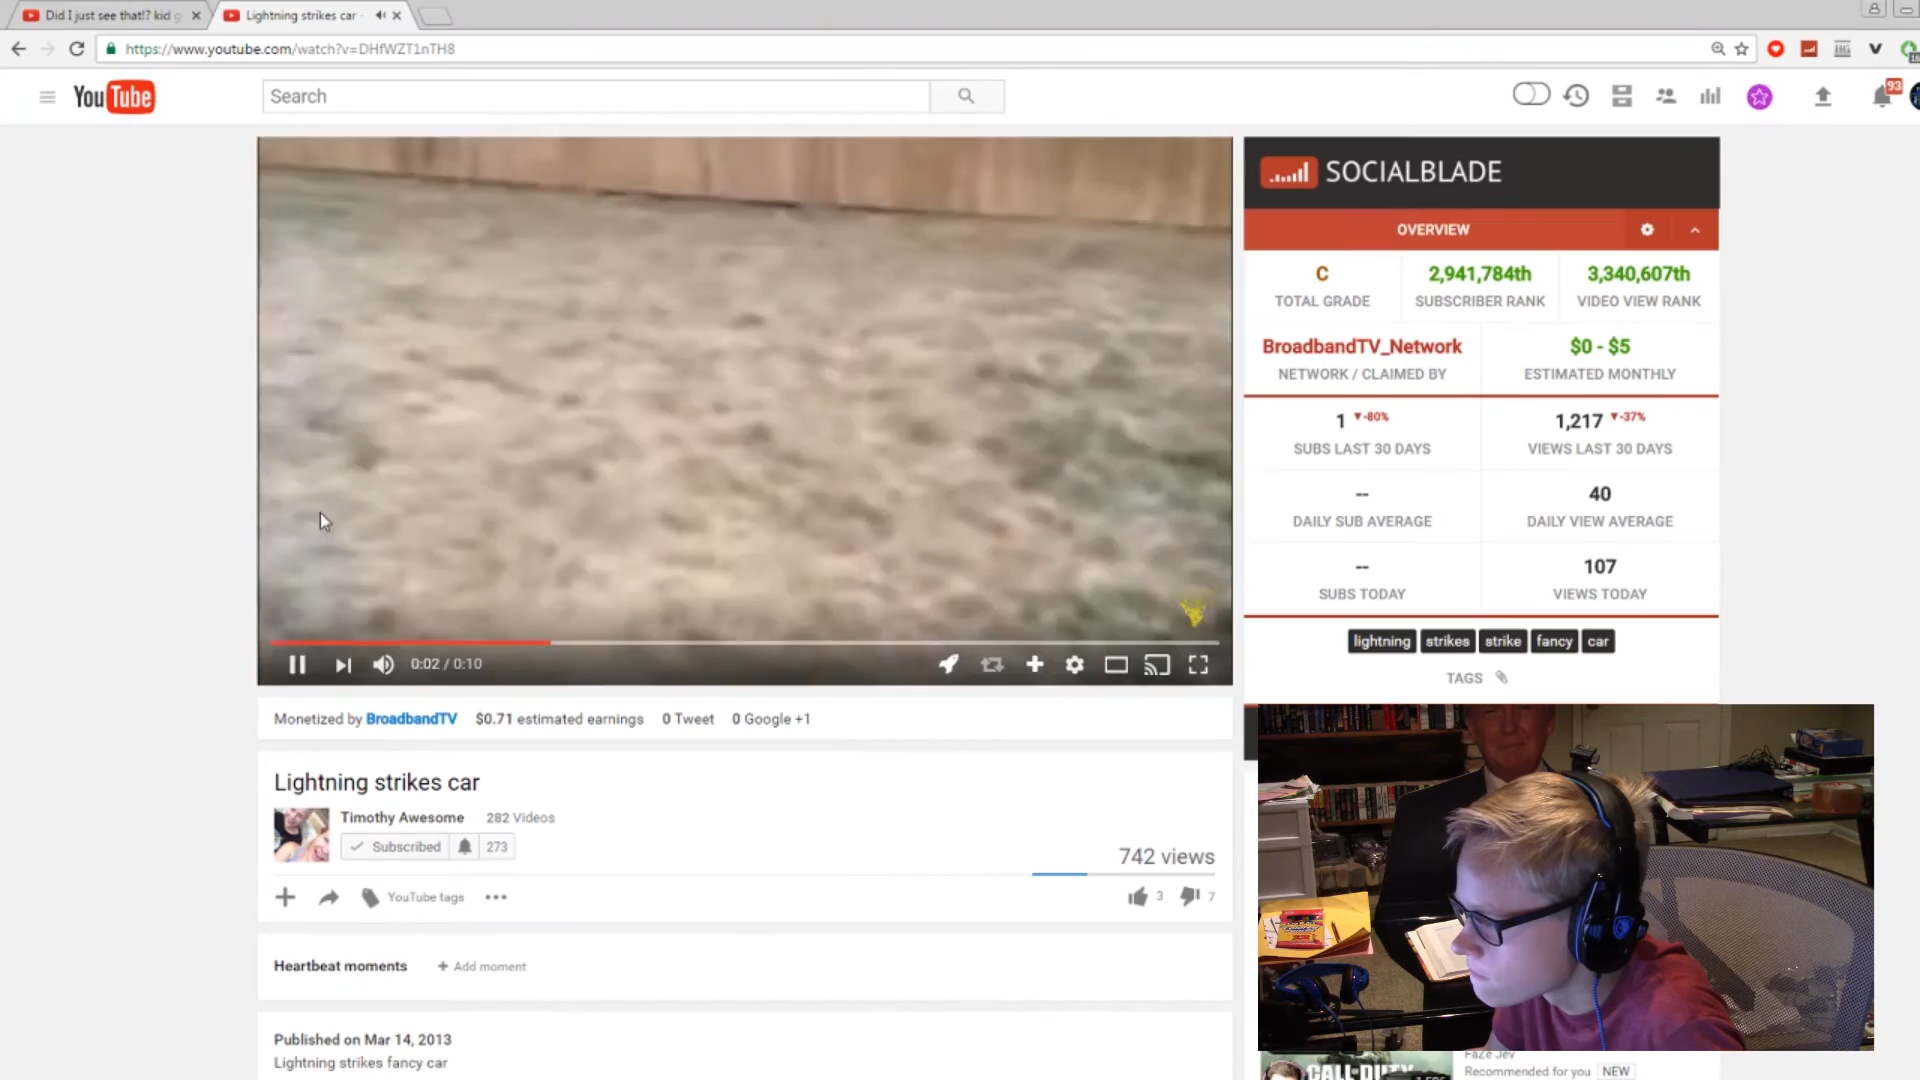 Did I just see that!? kid g
Lightning strikes car -
https://www.youtube.com/watch?v=DHfWZT1nTH8
YouTube
Search
93
SOCIALBLADE
OVERVIEW
C 2,941,784th 3,340,607th
TOTAL GRADE SUBSCRIBER RANK VIDEO VIEW RANK
BroadbandTV_Network $0 - $5
NETWORK / CLAIMED BY ESTIMATED MONTHLY
1 ▼-80% 1,217 ▼-37%
SUBS LAST 30 DAYS VIEWS LAST 30 DAYS
-- 40
DAILY SUB AVERAGE DAILY VIEW AVERAGE
-- 107
SUBS TODAY VIEWS TODAY
lightning strikes strike fancy car
TAGS
0:02 / 0:10
Monetized by BroadbandTV $0.71 estimated earnings 0 Tweet 0 Google +1
Lightning strikes car
Timothy Awesome 282 Videos
Subscribed 273
742 views
YouTube tags
3 7
Heartbeat moments + Add moment
Published on Mar 14, 2013
Lightning strikes fancy car
FaZe Jev
CALL OF DUTY
Recommended for you NEW